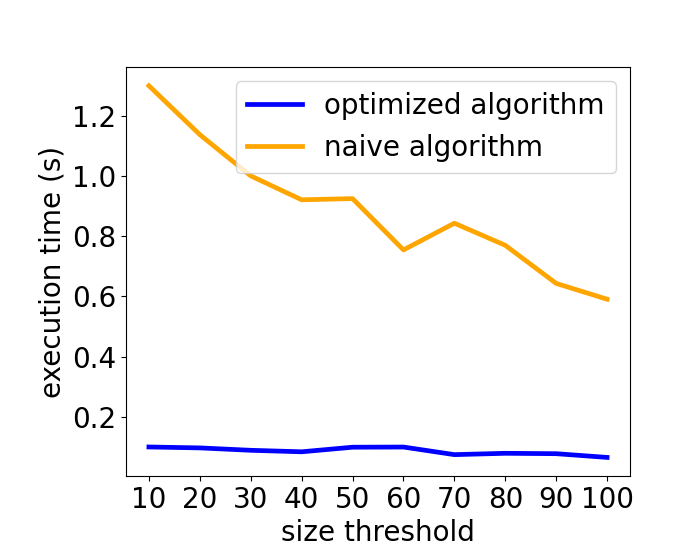 optimized algorithm
naive algorithm
execution time (s)
1.2
1.0
0.8
0.6
0.4
0.2
10 20 30 40 50 60 70 80 90 100
size threshold